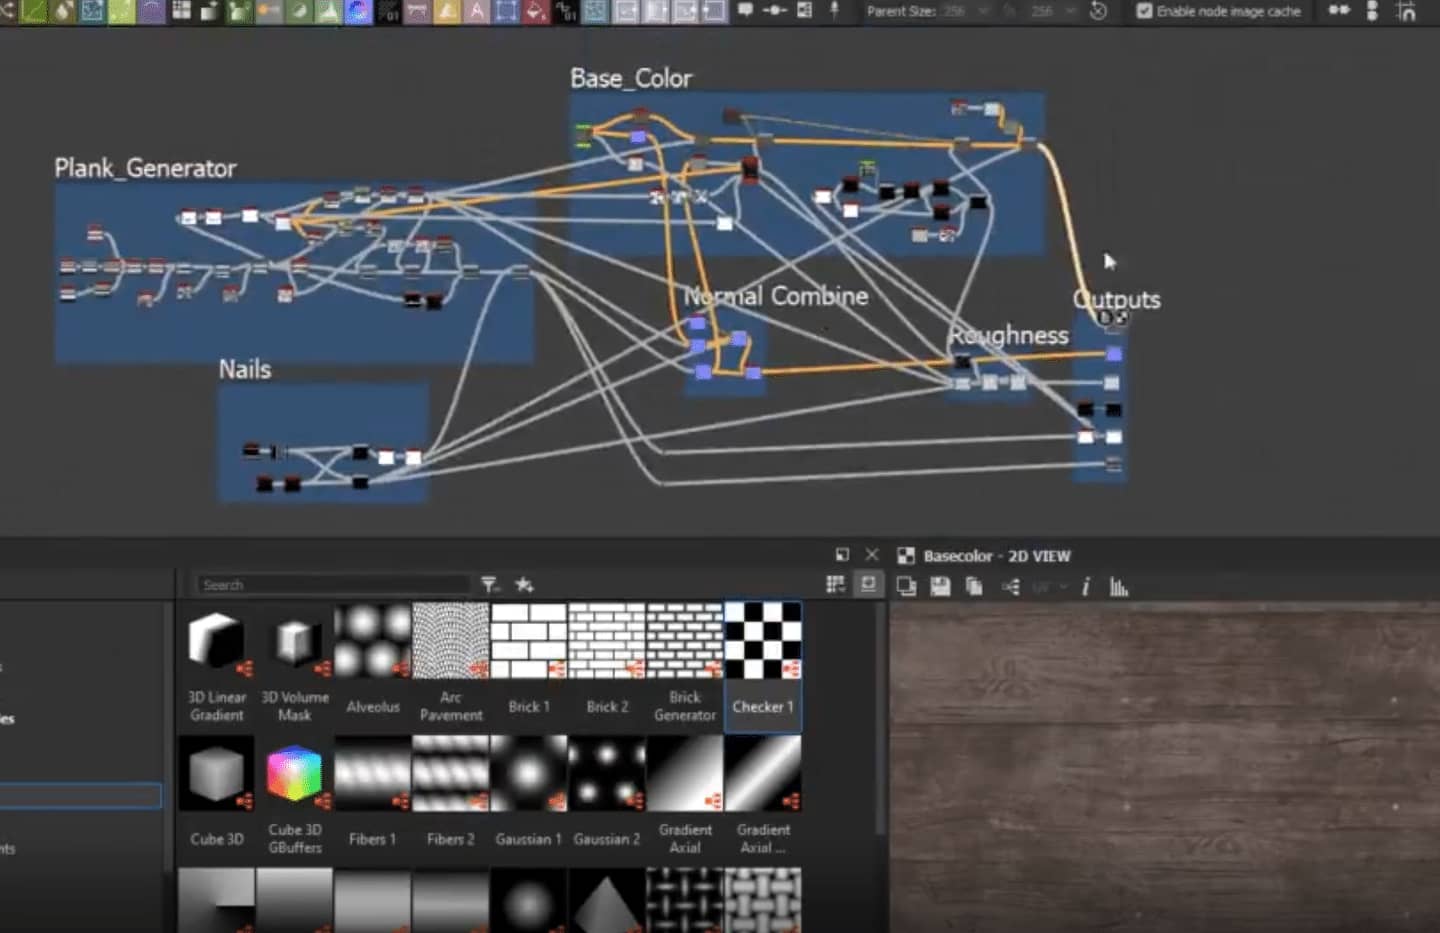 Parent Size: 256
256
Enable node image cache
Base_Color
Plank_Generator
Normal Combine
Outputs
Roughness
Nails
Search
Basecolor - 2D VIEW
3D Linear Gradient
3D Volume Mask
Alveolus
Arc Pavement
Brick 1
Brick 2
Brick Generator
Checker 1
Cube 3D
Cube 3D GBuffers
Fibers 1
Fibers 2
Gaussian 1
Gaussian 2
Gradient Axial
Gradient Axial ...